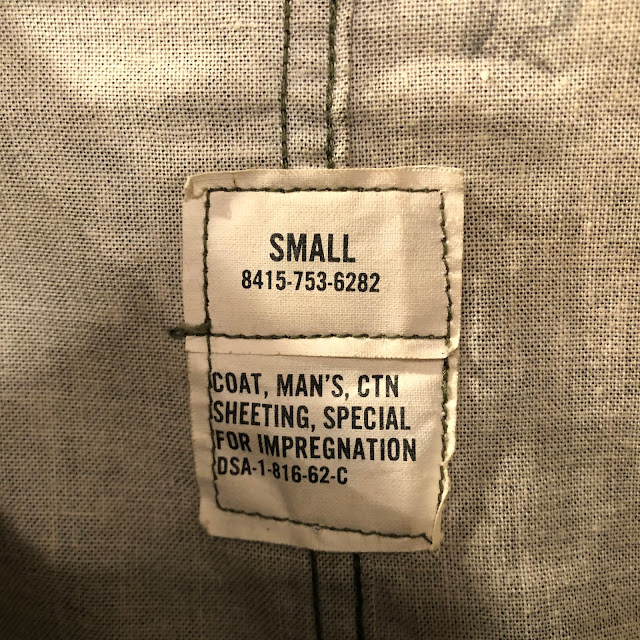 SMALL
8415-753-6282
COAT, MAN'S, CTN
SHEETING, SPECIAL
FOR IMPREGNATION
DSA-1-816-62-C